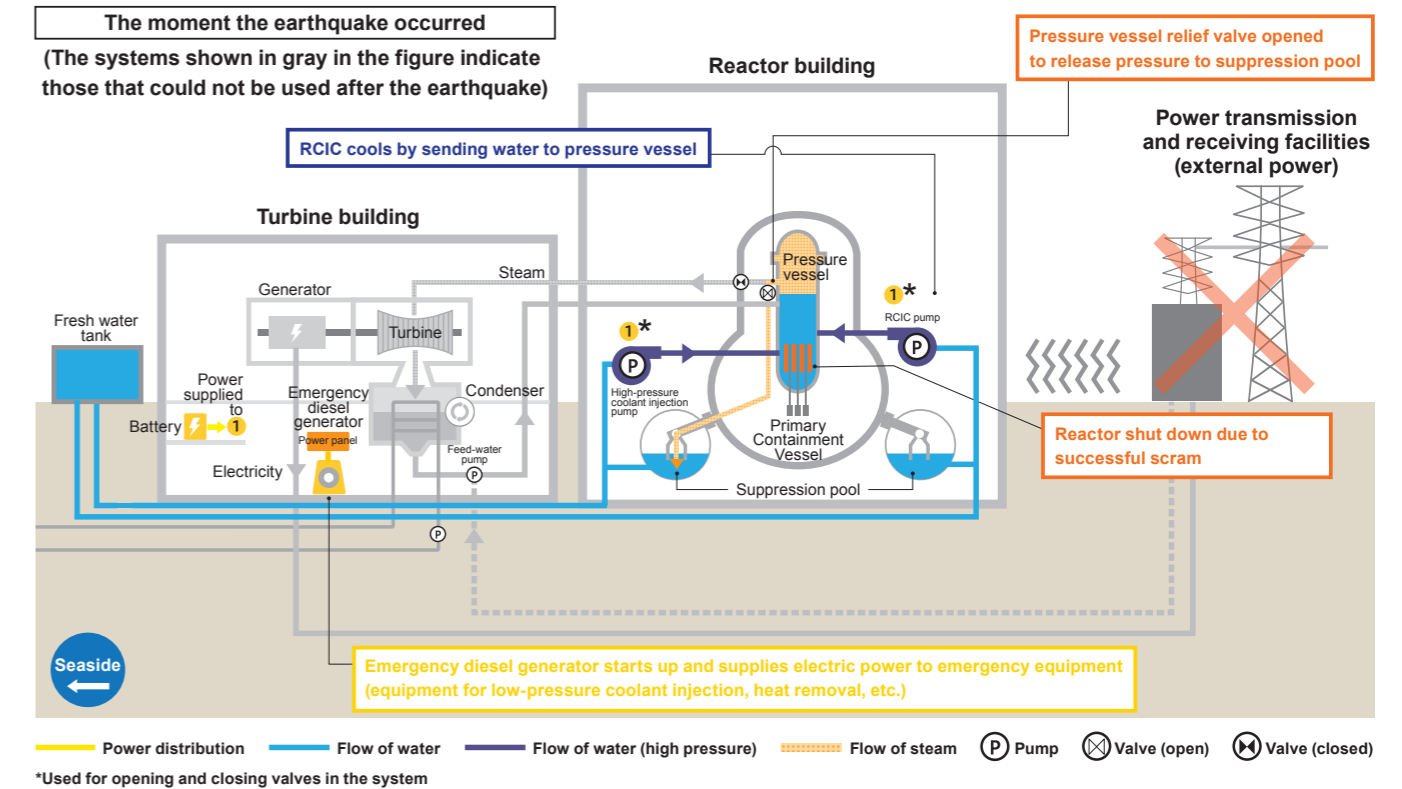 The moment the earthquake occurred
(The systems shown in gray in the figure indicate
those that could not be used after the earthquake)
Reactor building
Pressure vessel relief valve opened
to release pressure to suppression pool
Power transmission
and receiving facilities
(external power)
RCIC cools by sending water to pressure vessel
Turbine building
Steam
Pressure
vessel
Generator
Turbine
Fresh water
tank
1*
RCIC pump
P
1*
P
High-pressure
coolant injection
pump
Power
supplied
to
1
Battery
Emergency
diesel
generator
Power panel
Condenser
Feed-water
pump
P
Electricity
P
Primary
Containment
Vessel
Suppression pool
Reactor shut down due to
successful scram
Seaside
Emergency diesel generator starts up and supplies electric power to emergency equipment
(equipment for low-pressure coolant injection, heat removal, etc.)
Power distribution
Flow of water
Flow of water (high pressure)
Flow of steam
P Pump
Valve (open)
Valve (closed)
*Used for opening and closing valves in the system